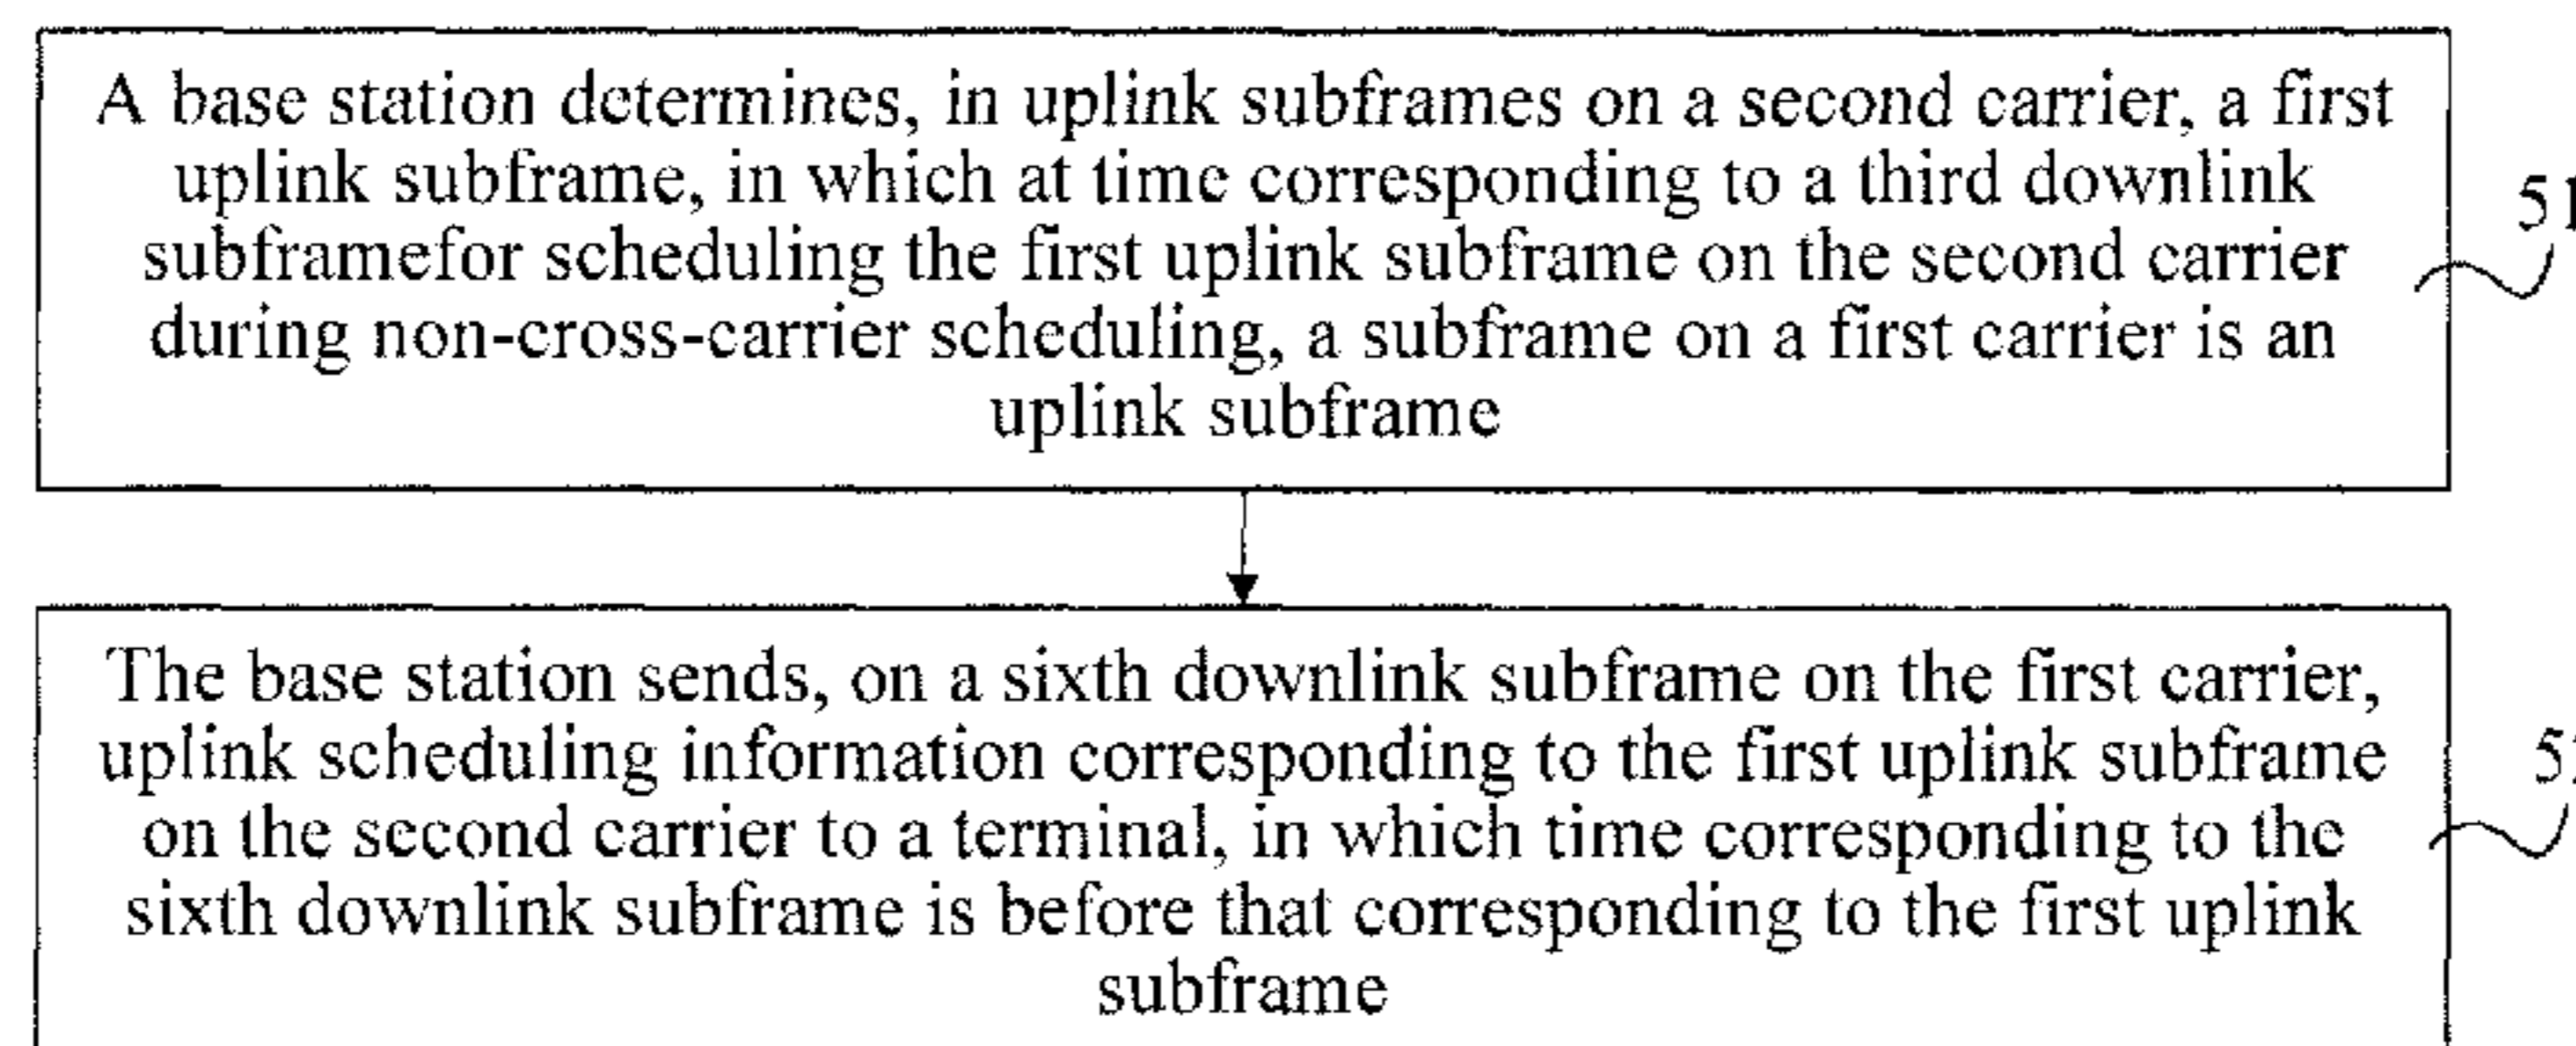 A base station determines, in uplink subframes on a second carrier, a first
uplink subframe, in which at time corresponding to a third downlink
subframefor scheduling the first uplink subframe on the second carrier
during non-cross-carrier scheduling, a subframe on a first carrier is an
uplink subframe
51
The base station sends, on a sixth downlink subframe on the first carrier,
uplink scheduling information corresponding to the first uplink subframe
on the second carrier to a terminal, in which time corresponding to the
sixth downlink subframe is before that corresponding to the first uplink
subframe